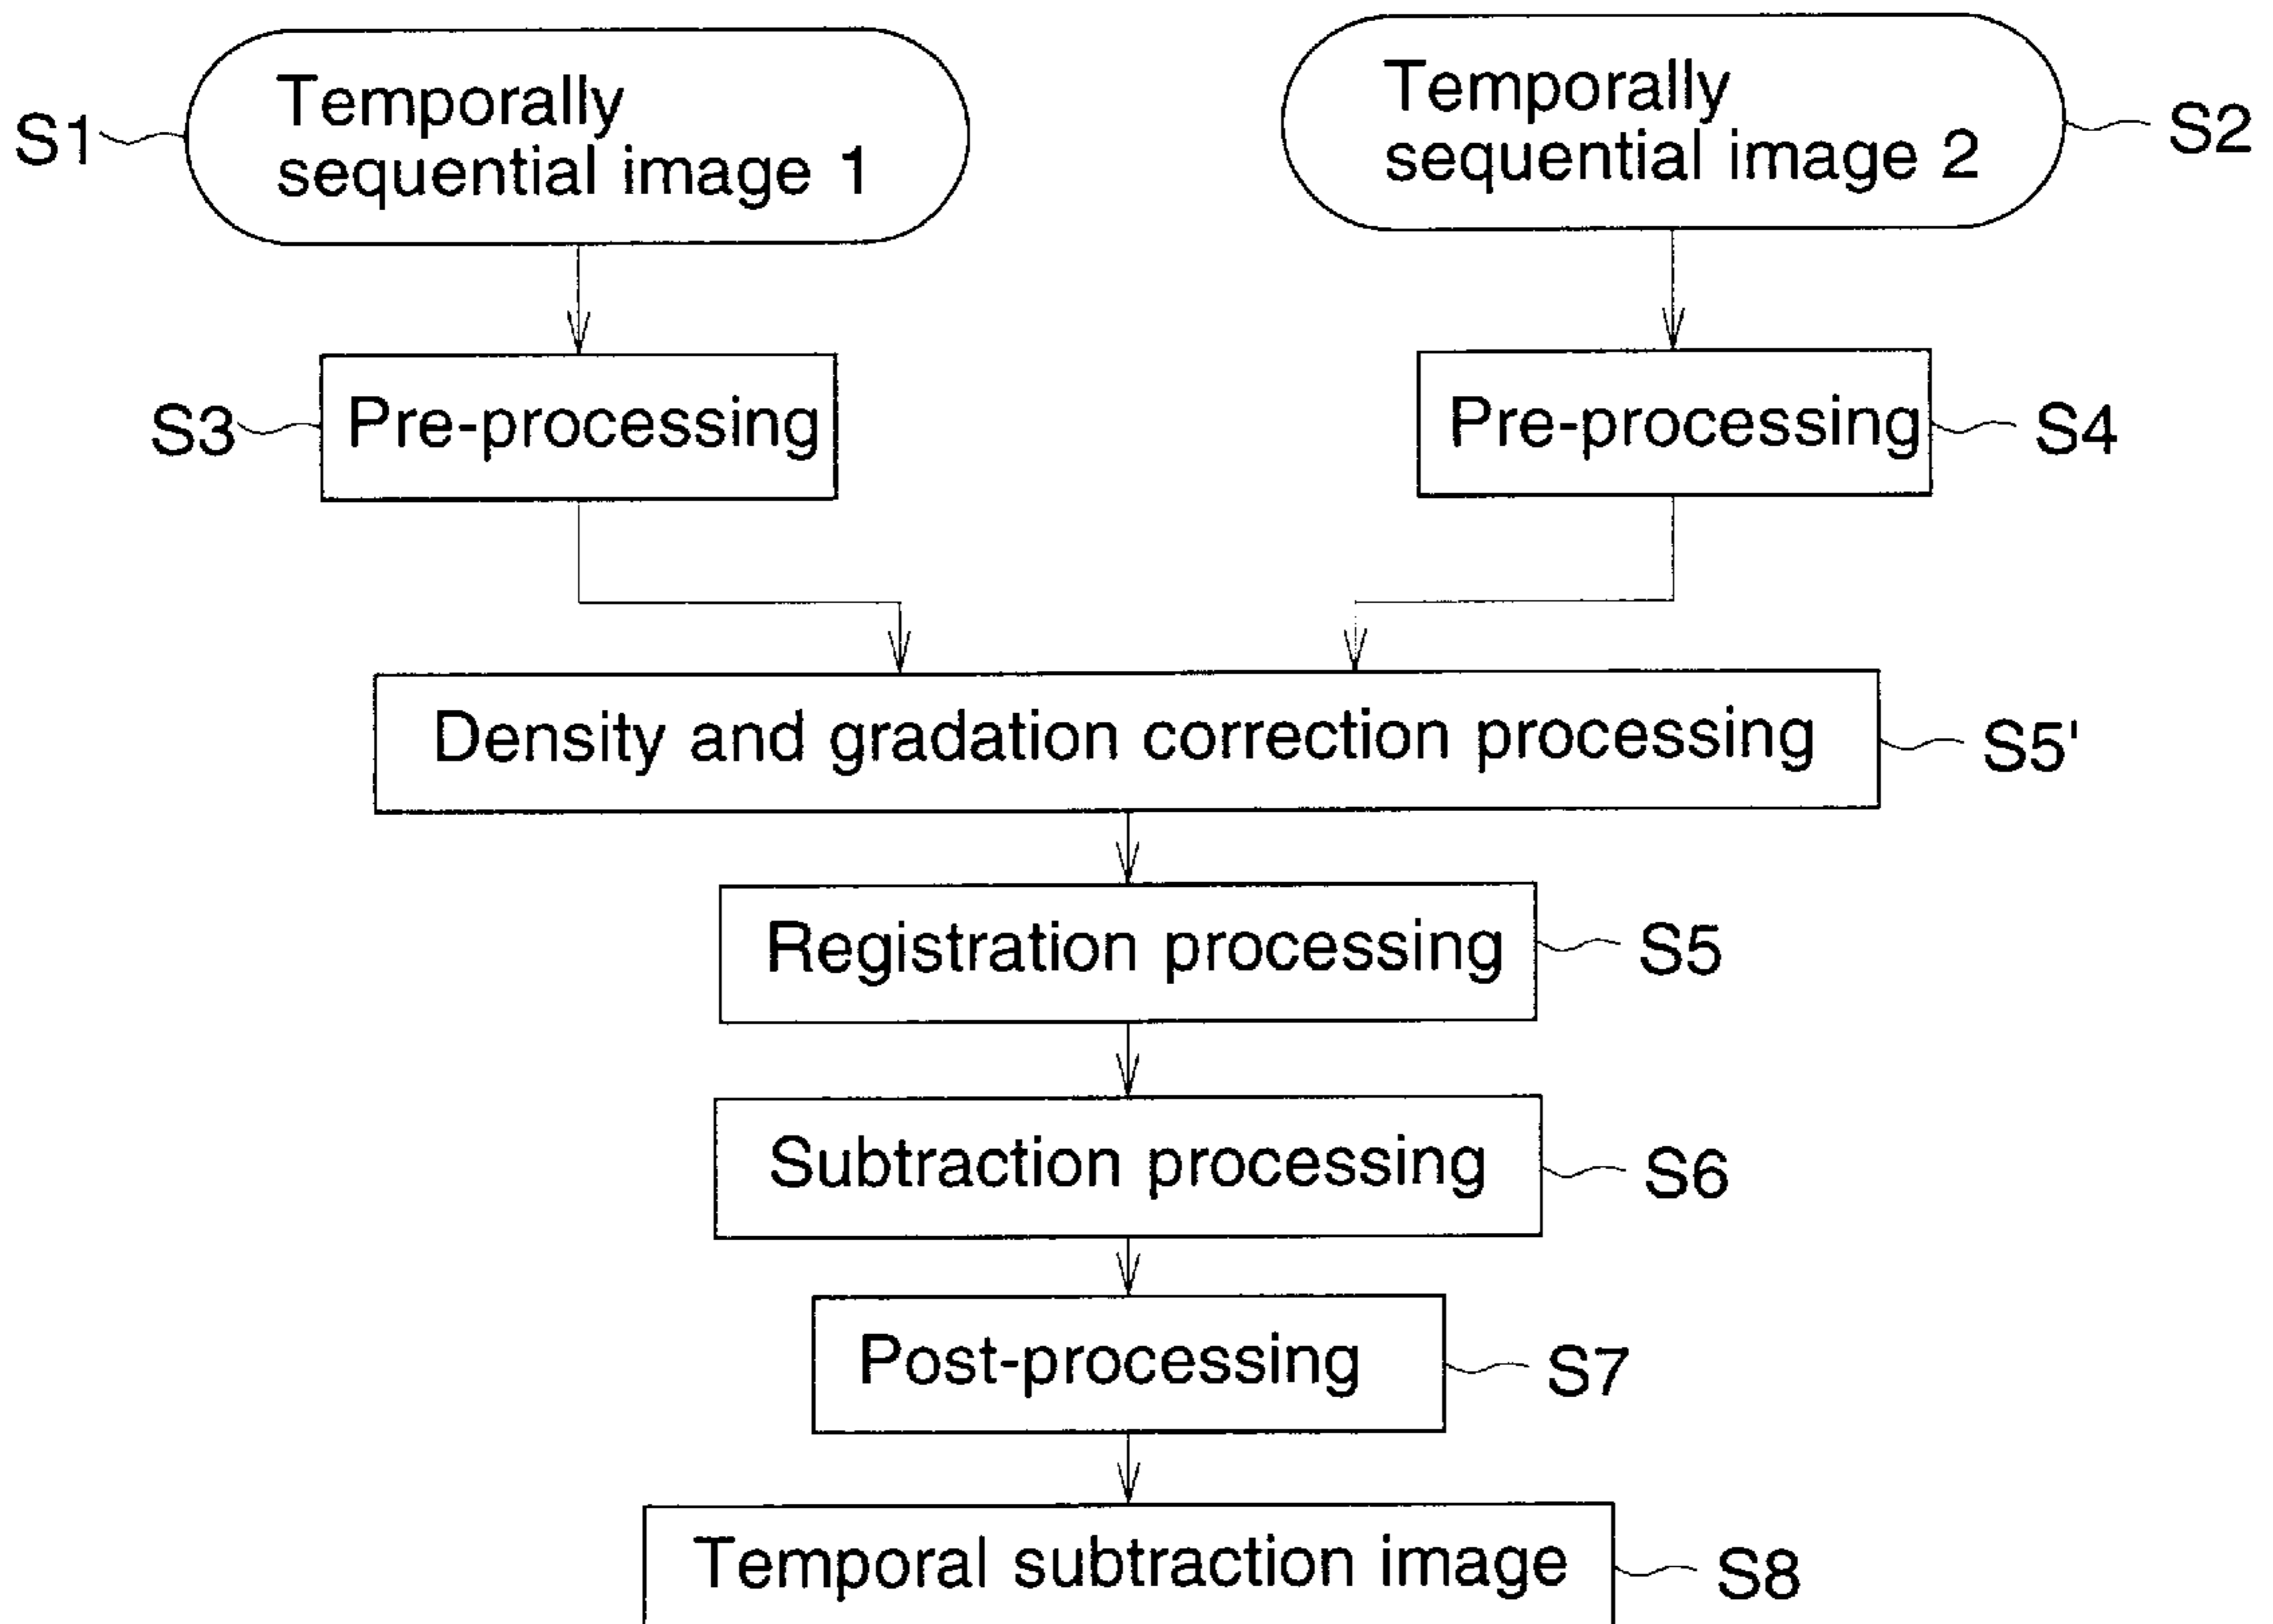 S1
Temporally
sequential image 1
Temporally
sequential image 2
S2
S3
Pre-processing
Pre-processing
S4
Density and gradation correction processing
S5'
Registration processing
S5
Subtraction processing
S6
Post-processing
S7
Temporal subtraction image
S8